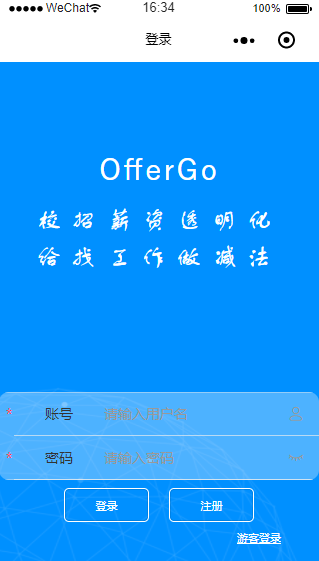 WeChat 16:34 100%
登录
OfferGo
校招薪资透明化
给找工作做减法
* 账号 请输入用户名
* 密码 请输入密码
登录 注册
游客登录